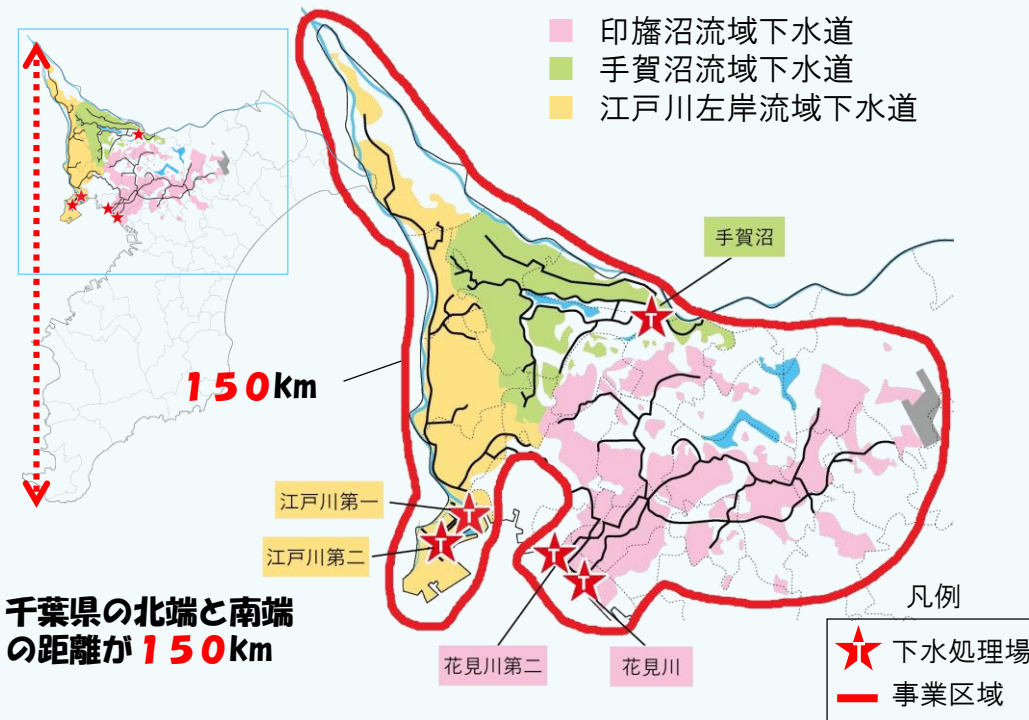 印旛沼流域下水道
手賀沼流域下水道
江戸川左岸流域下水道
手賀沼
T
150km
江戸川第一
T
江戸川第二
T
T
T
千葉県の北端と南端
の距離が150km
花見川第二
花見川
凡例
T
下水処理場
事業区域